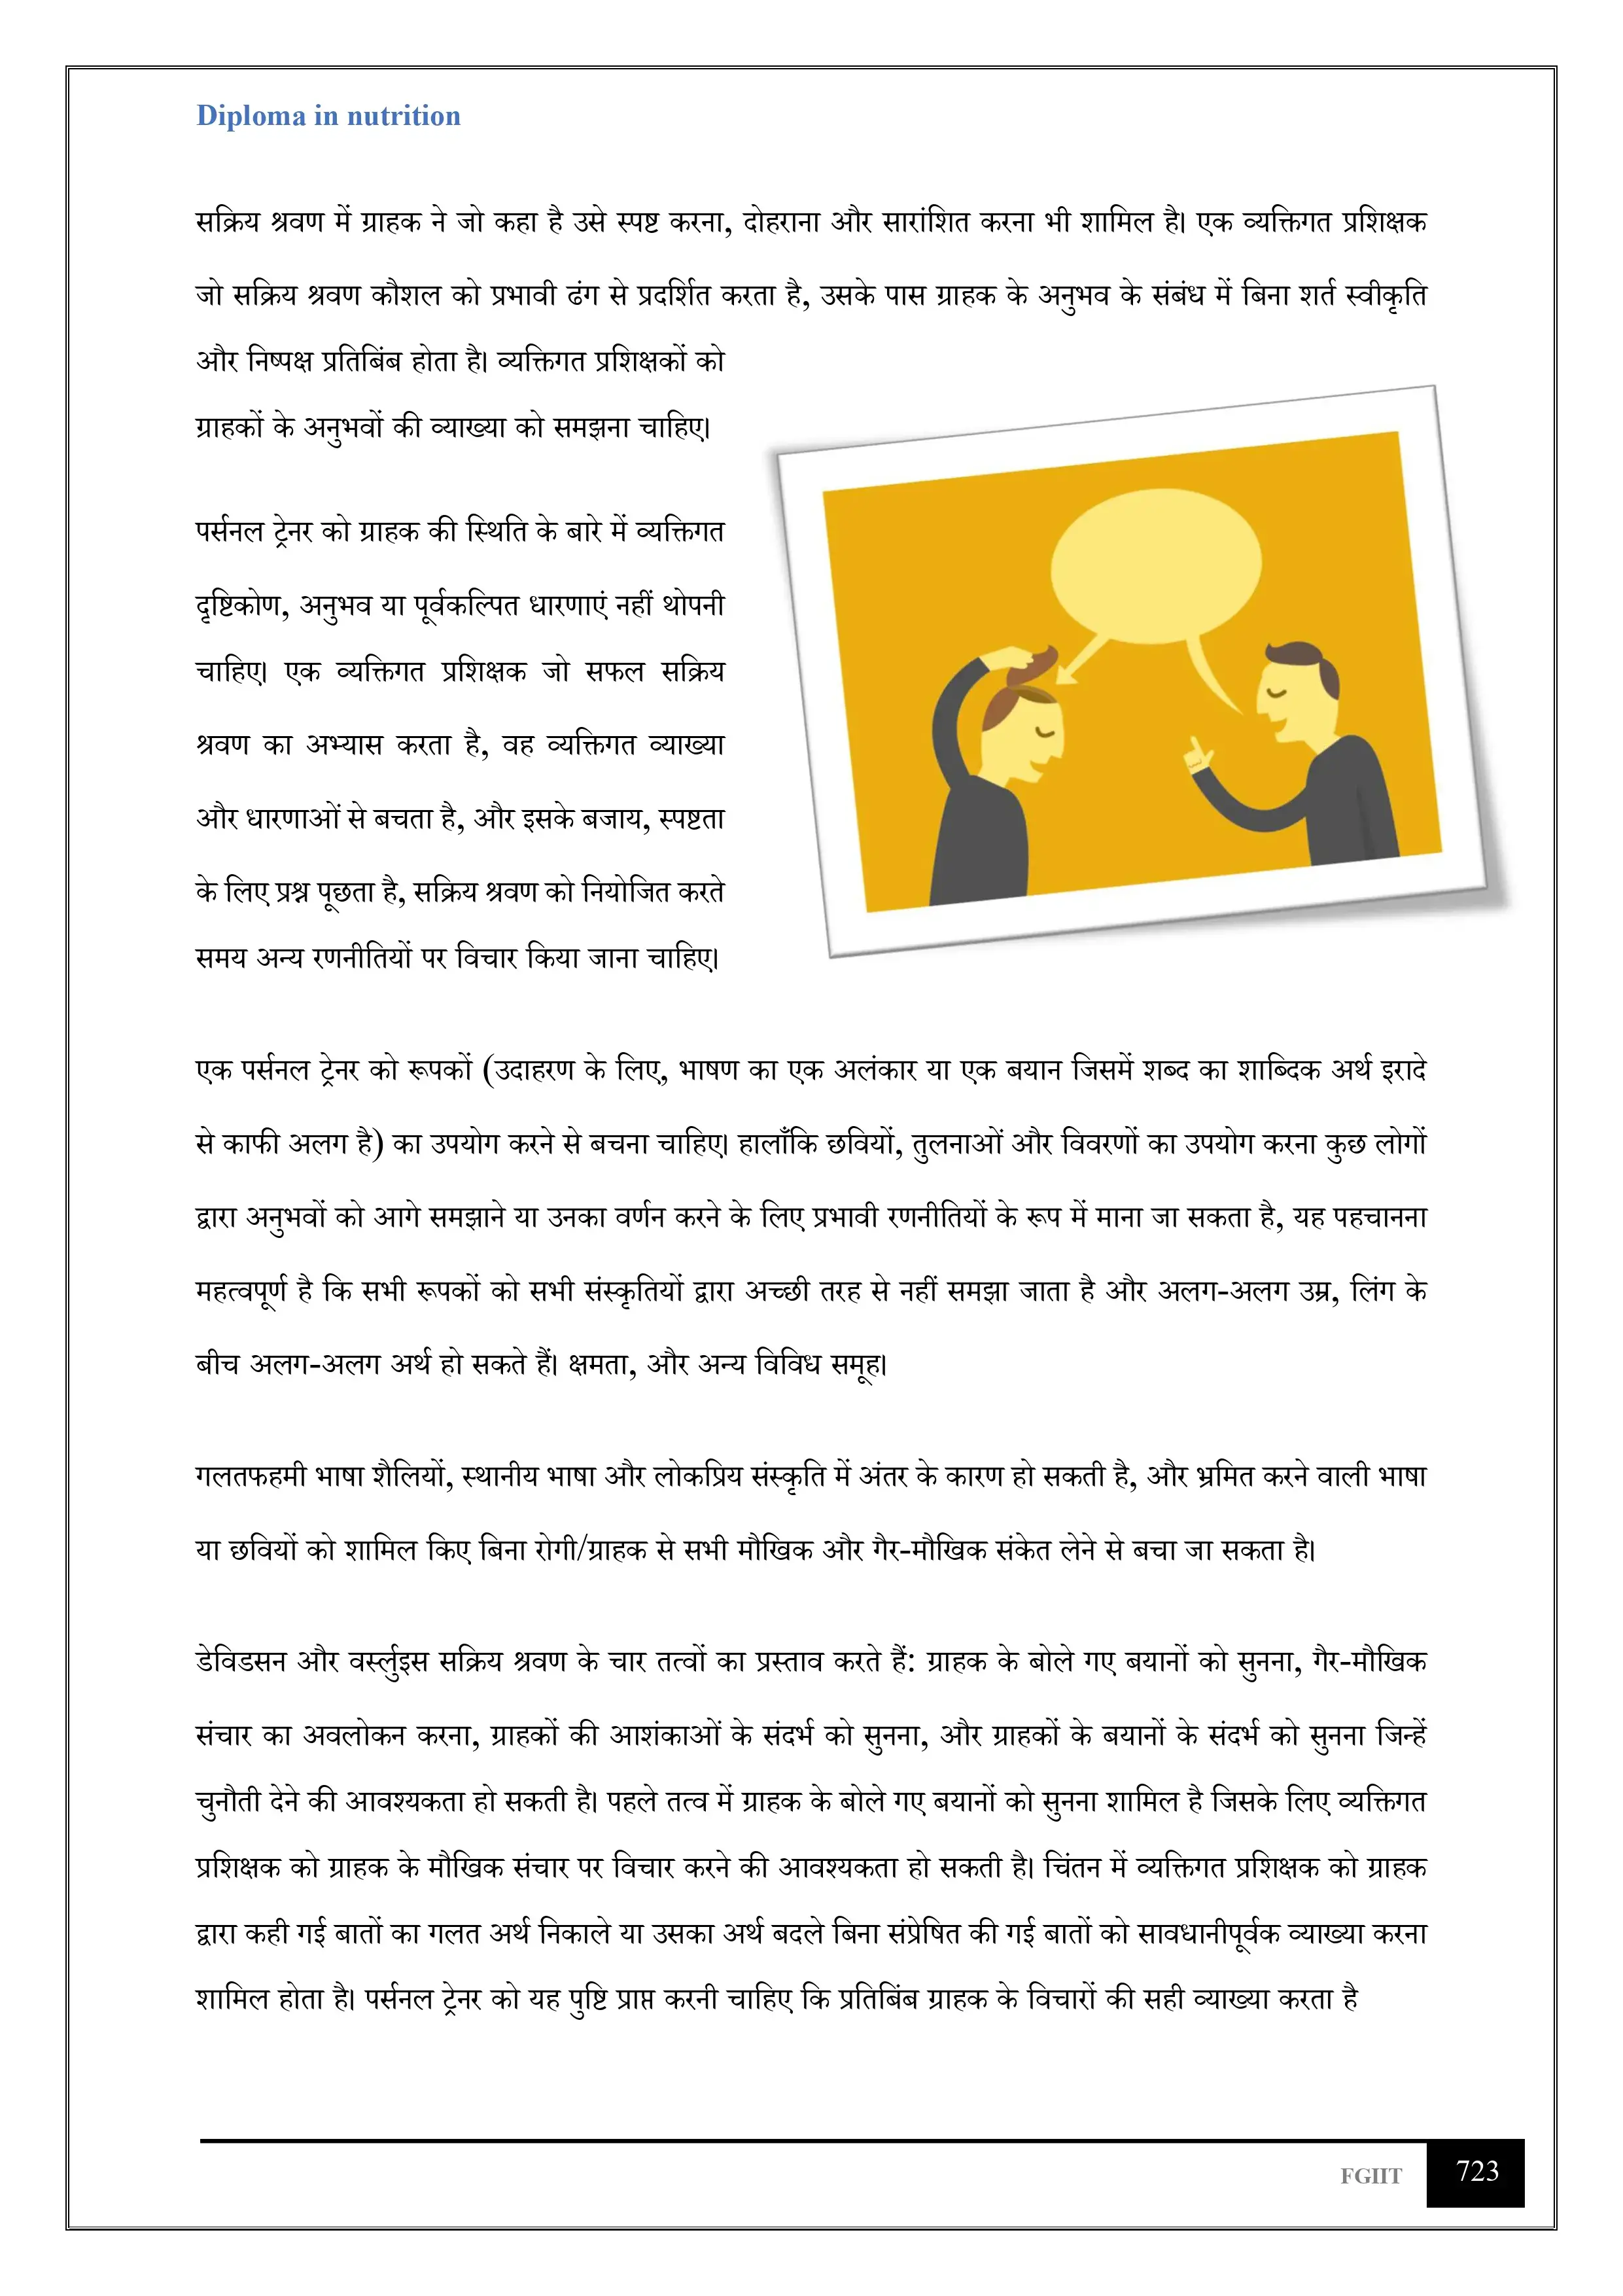 Diploma in nutrition
सक्रिय श्रवण में ग्राहक ने जो कहा है उसे स्पष्ट करना, दोहराना और सारांशित करना भी शामिल है। एक व्यक्तिगत प्रशिक्षक
जो सक्रिय श्रवण कौशल को प्रभावी ढंग से प्रदर्शित करता है, उसके पास ग्राहक के अनुभव के संबंध में बिना शर्त स्वीकृति
और निष्पक्ष प्रतिबिंब होता है। व्यक्तिगत प्रशिक्षकों को
ग्राहकों के अनुभवों की व्याख्या को समझना चाहिए।
पर्सनल ट्रेनर को ग्राहक की स्थिति के बारे में व्यक्तिगत
दृष्टिकोण, अनुभव या पूर्वकल्पित धारणाएं नहीं थोपनी
चाहिए। एक व्यक्तिगत प्रशिक्षक जो सफल सक्रिय
श्रवण का अभ्यास करता है, वह व्यक्तिगत व्याख्या
और धारणाओं से बचता है, और इसके बजाय, स्पष्टता
के लिए प्रश्न पूछता है, सक्रिय श्रवण को नियोजित करते
समय अन्य रणनीतियों पर विचार किया जाना चाहिए।
एक पर्सनल ट्रेनर को रूपकों (उदाहरण के लिए, भाषण का एक अलंकार या एक बयान जिसमें शब्द का शाब्दिक अर्थ इरादे
से काफी अलग है) का उपयोग करने से बचना चाहिए। हालाँकि छवियों, तुलनाओं और विवरणों का उपयोग करना कुछ लोगों
द्वारा अनुभवों को आगे समझाने या उनका वर्णन करने के लिए प्रभावी रणनीतियों के रूप में माना जा सकता है, यह पहचानना
महत्वपूर्ण है कि सभी रूपकों को सभी संस्कृतियों द्वारा अच्छी तरह से नहीं समझा जाता है और अलग-अलग उम्र, लिंग के
बीच अलग-अलग अर्थ हो सकते हैं। क्षमता, और अन्य विविध समूह।
गलतफहमी भाषा शैलियों, स्थानीय भाषा और लोकप्रिय संस्कृति में अंतर के कारण हो सकती है, और भ्रमित करने वाली भाषा
या छवियों को शामिल किए बिना रोगी/ग्राहक से सभी मौखिक और गैर-मौखिक संकेत लेने से बचा जा सकता है।
डेविडसन और वर्स्लुइस सक्रिय श्रवण के चार तत्वों का प्रस्ताव करते हैं: ग्राहक के बोले गए बयानों को सुनना, गैर-मौखिक
संचार का अवलोकन करना, ग्राहकों की आशंकाओं के संदर्भ को सुनना, और ग्राहकों के बयानों के संदर्भ को सुनना जिन्हें
चुनौती देने की आवश्यकता हो सकती है। पहले तत्व में ग्राहक के बोले गए बयानों को सुनना शामिल है जिसके लिए व्यक्तिगत
प्रशिक्षक को ग्राहक के मौखिक संचार पर विचार करने की आवश्यकता हो सकती है। चिंतन में व्यक्तिगत प्रशिक्षक को ग्राहक
द्वारा कही गई बातों का गलत अर्थ निकाले या उसका अर्थ बदले बिना संप्रेषित की गई बातों को सावधानीपूर्वक व्याख्या करना
शामिल होता है। पर्सनल ट्रेनर को यह पुष्टि प्राप्त करनी चाहिए कि प्रतिबिंब ग्राहक के विचारों की सही व्याख्या करता है
FGIIT 723